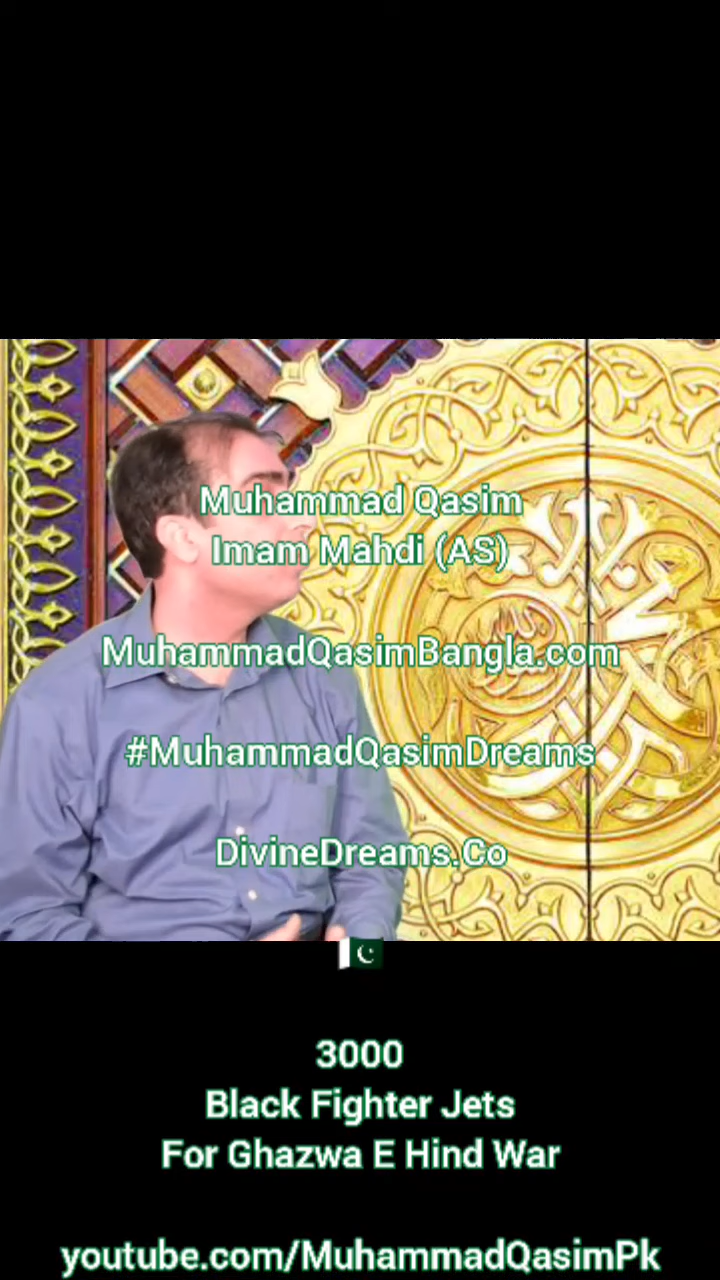 Muhammad Qasim
Imam Mahdi (AS)
MuhammadQasimBangla.com
#MuhammadQasimDreams
DivineDreams.Co
3000
Black Fighter Jets
For Ghazwa E Hind War
youtube.com/MuhammadQasimPk